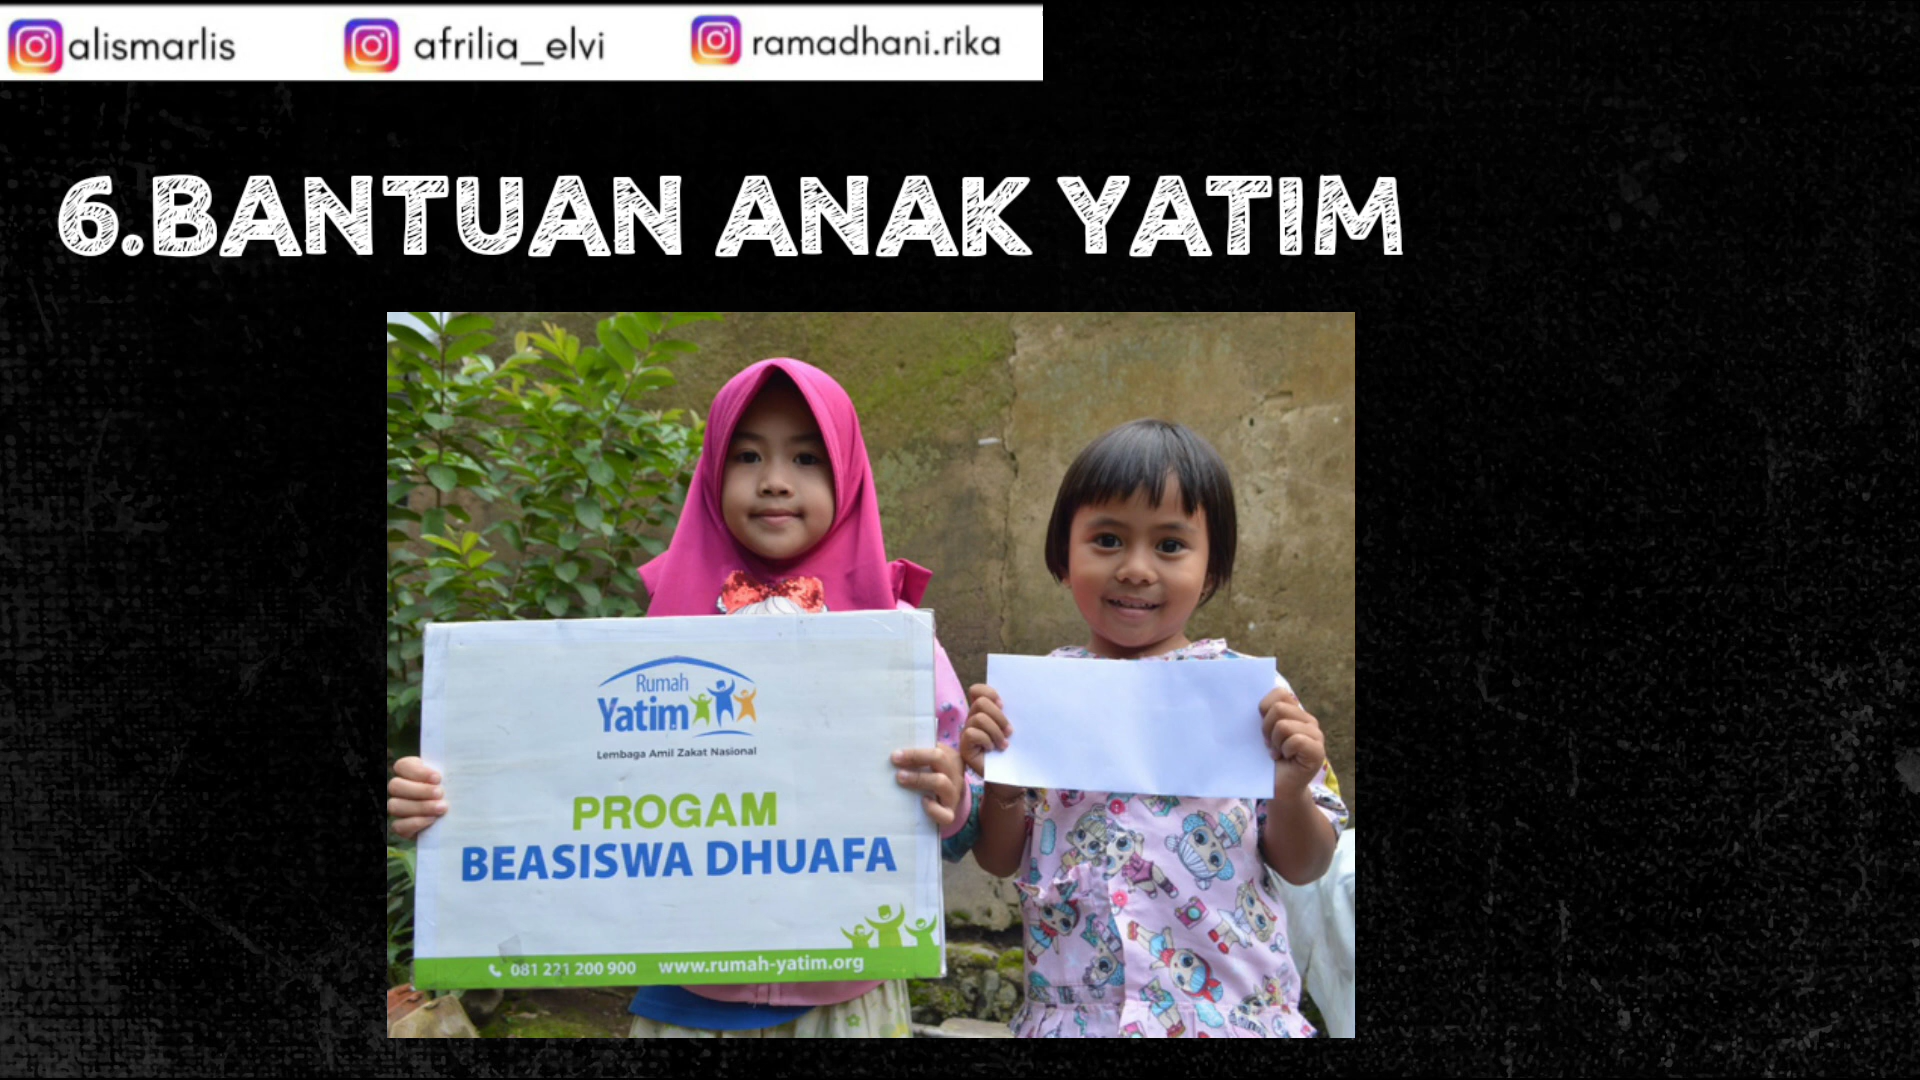 alismarlis afrilia_elvi ramadhani.rika
6.BANTUAN ANAK YATIM
Rumah
Yatim
Lembaga Amil Zakat Nasional
PROGAM
BEASISWA DHUAFA
081 221 200 900 www.rumah-yatim.org